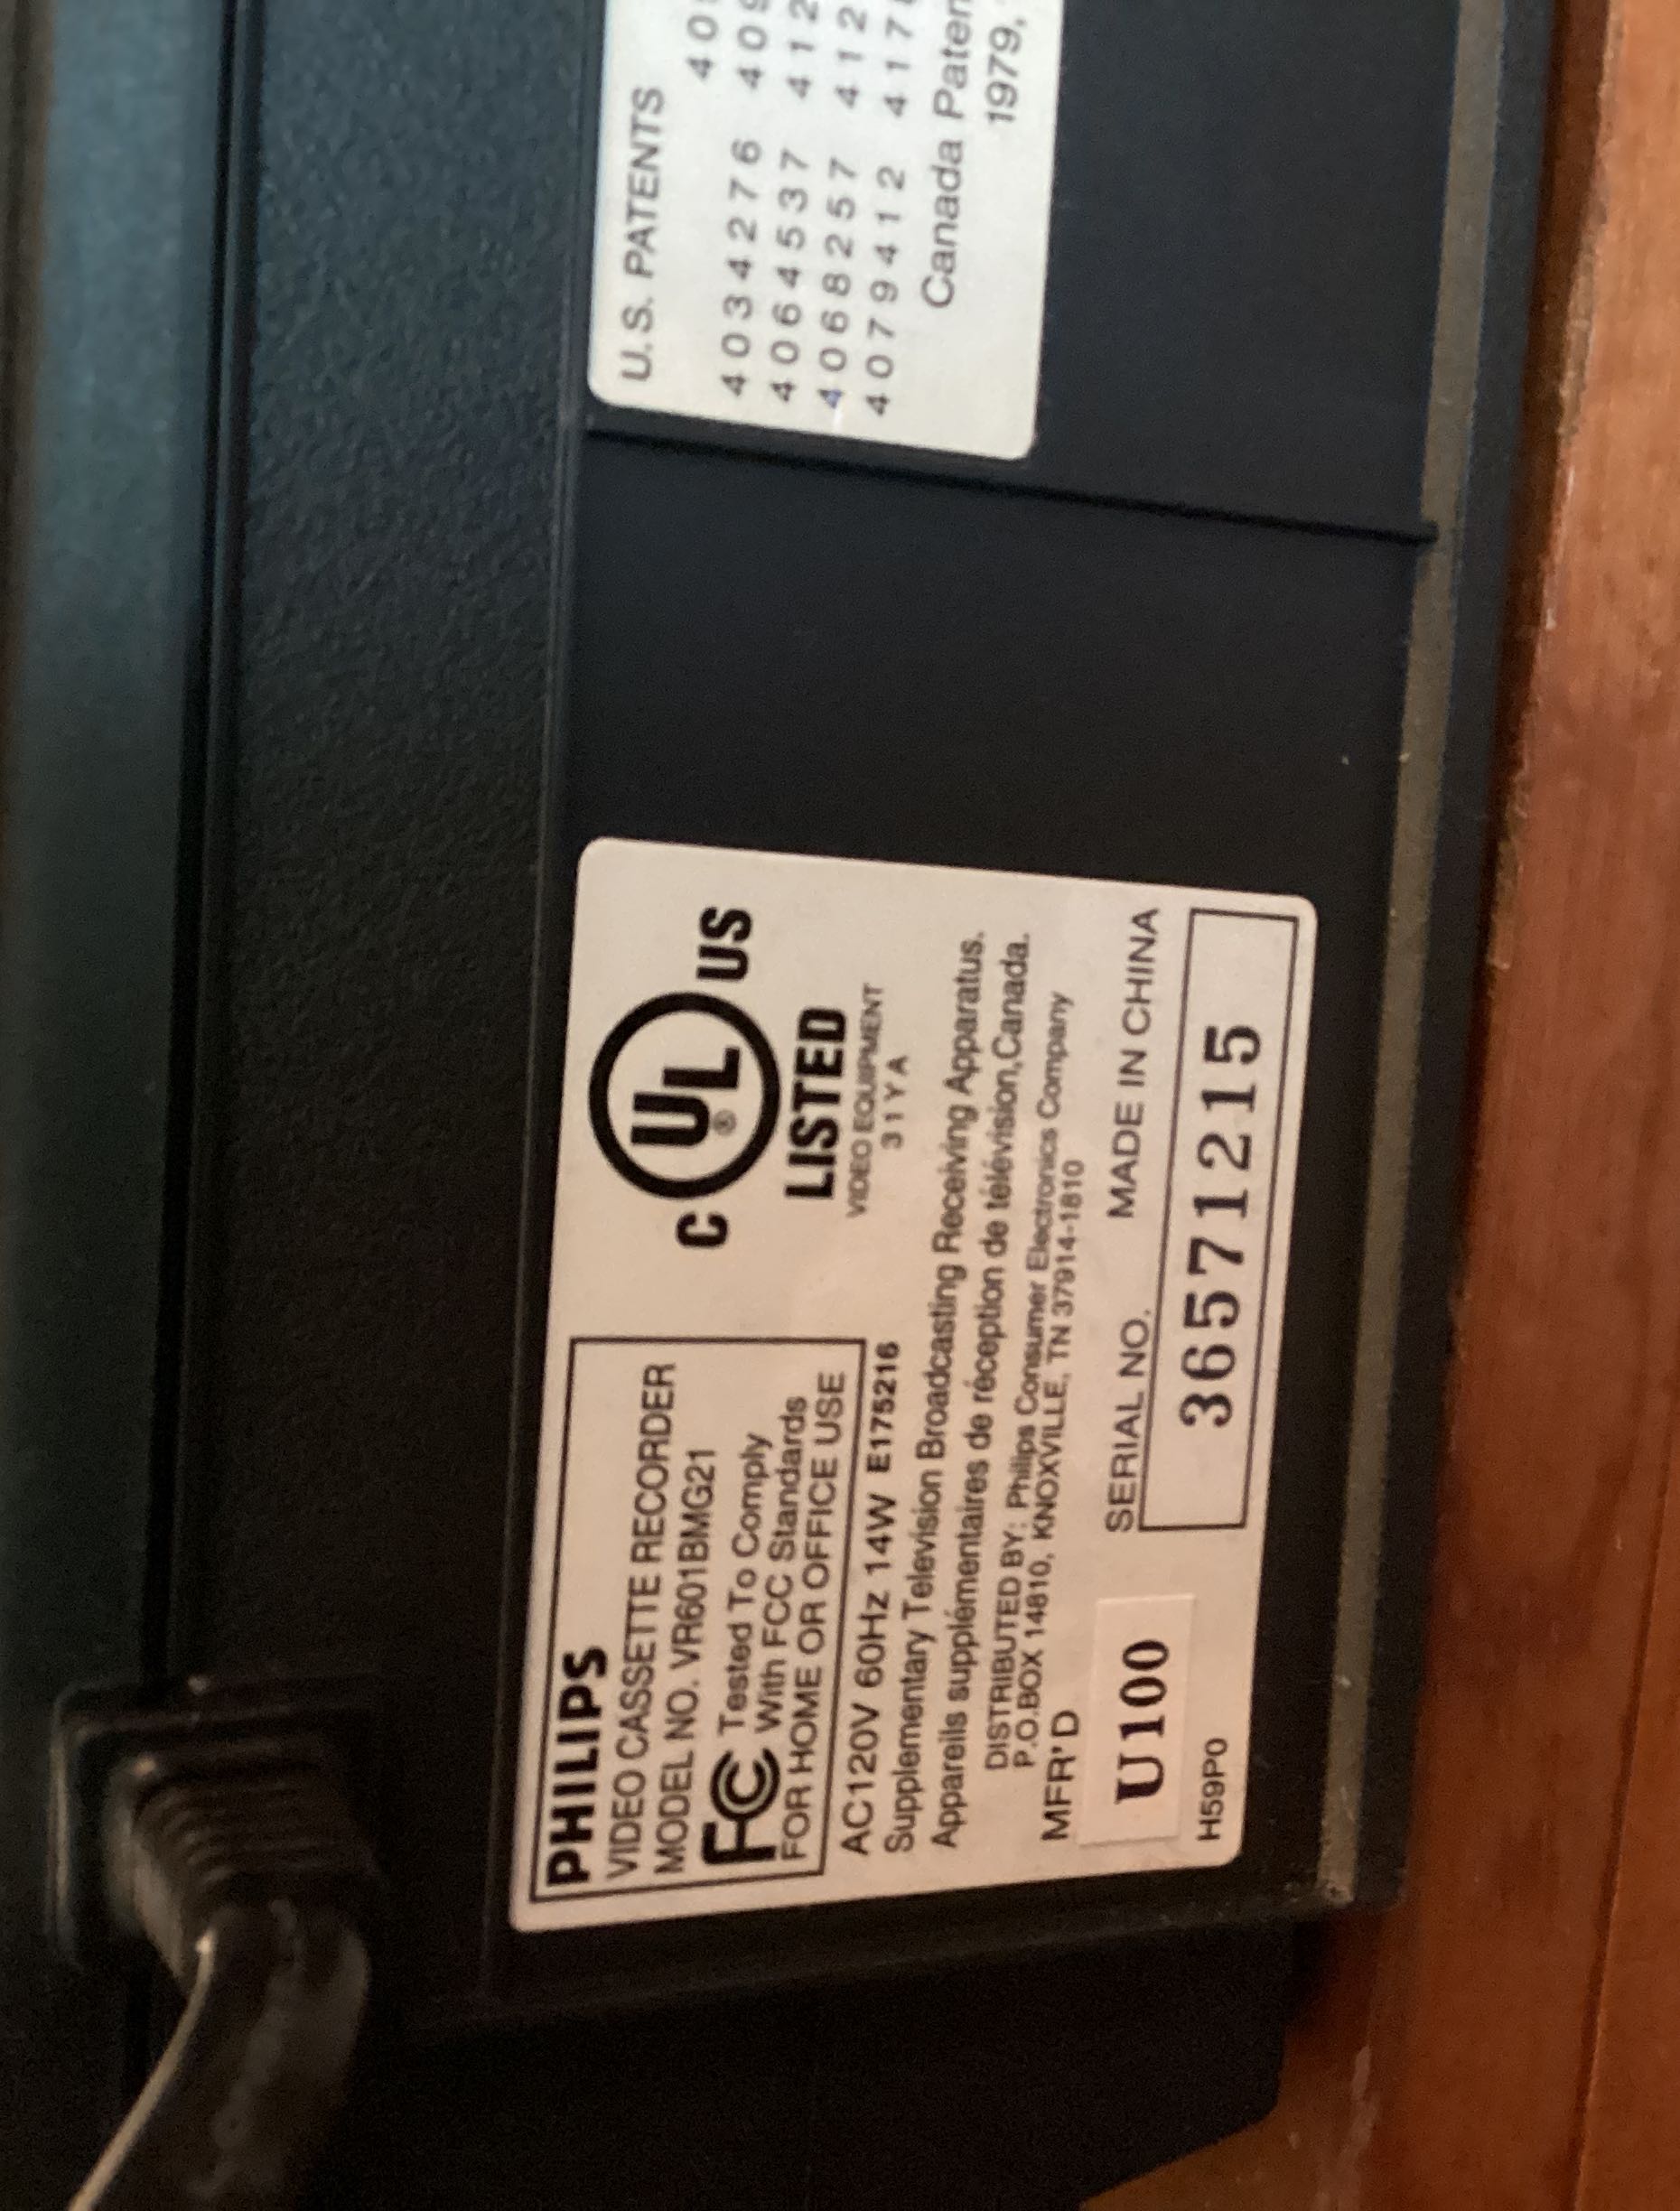 PHILIPS
VIDEO CASSETTE RECORDER
MODEL NO. VR601BMG21
FC Tested To Comply
With FCC Standards
FOR HOME OR OFFICE USE
C UL ® US
LISTED
VIDEO EQUIPMENT
31YA
AC120V 60Hz 14W E175216
Supplementary Television Broadcasting Receiving Apparatus.
Appareils supplémentaires de réception de télévision,Canada.
DISTRIBUTED BY: Philips Consumer Electronics Company
P.O.BOX 14810, KNOXVILLE, TN 37914-1810
MFR'D
SERIAL NO. MADE IN CHINA
U100
36571215
H59P0
U.S. PATENTS
4034276
4064537
4068257
4079412
Canada
1979,